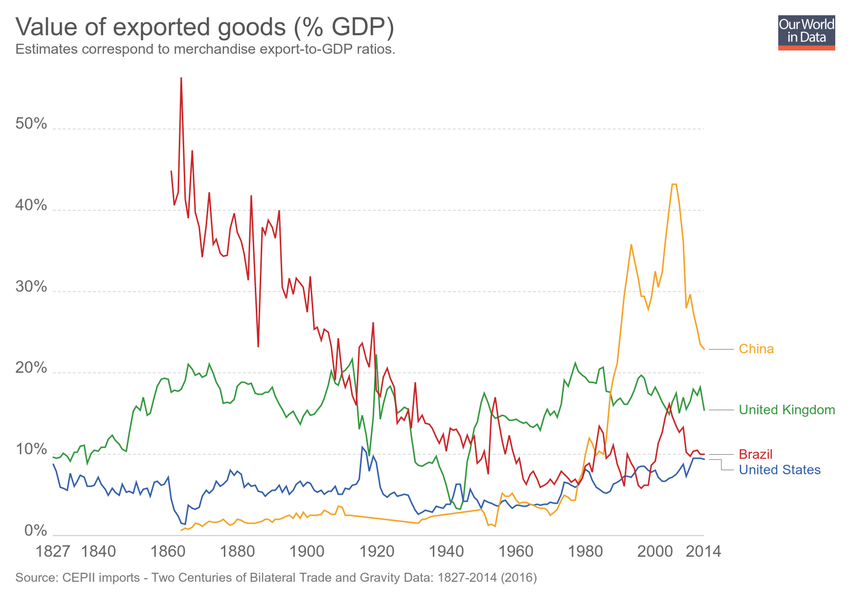 Value of exported goods (% GDP)
Estimates correspond to merchandise export-to-GDP ratios.
Our World
in Data
50%
40%
30%
20%
10%
0%
China
United Kingdom
Brazil
United States
1827 1840 1860 1880 1900 1920 1940 1960 1980 2000 2014
Source: CEPII imports - Two Centuries of Bilateral Trade and Gravity Data: 1827-2014 (2016)